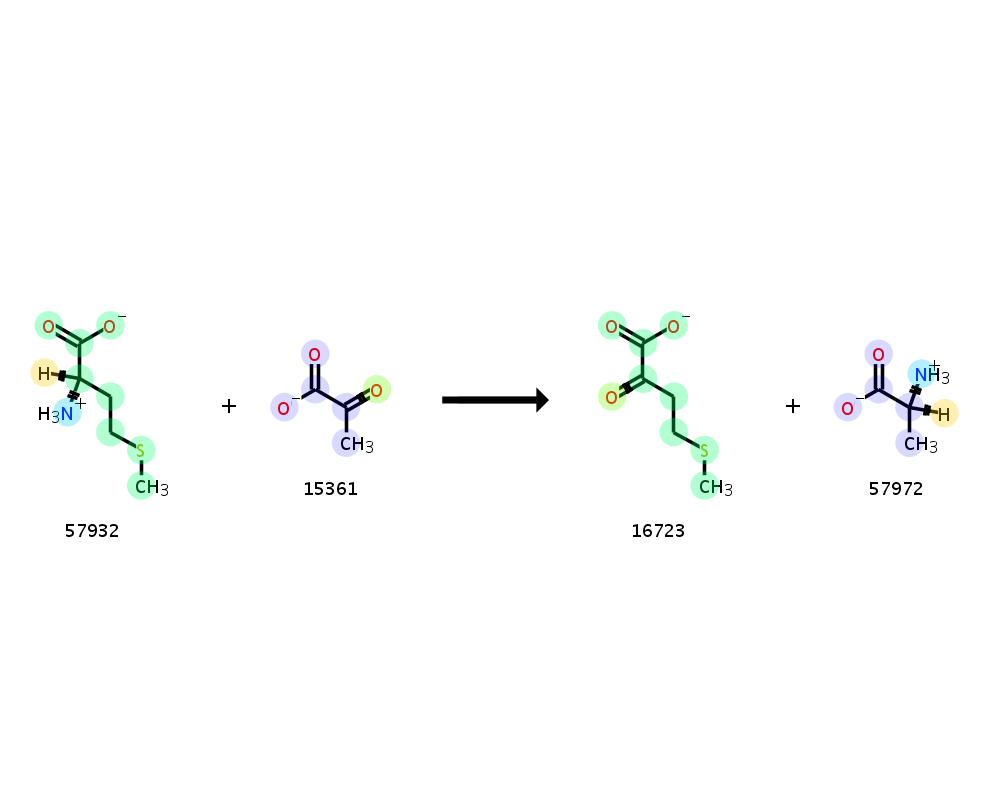 O O⁻
H
H₃N⁺
S
CH₃
57932
+
O
O⁻ O
CH₃
15361
O O⁻
O
S
CH₃
16723
+
O NH₃⁺
O⁻ H
CH₃
57972